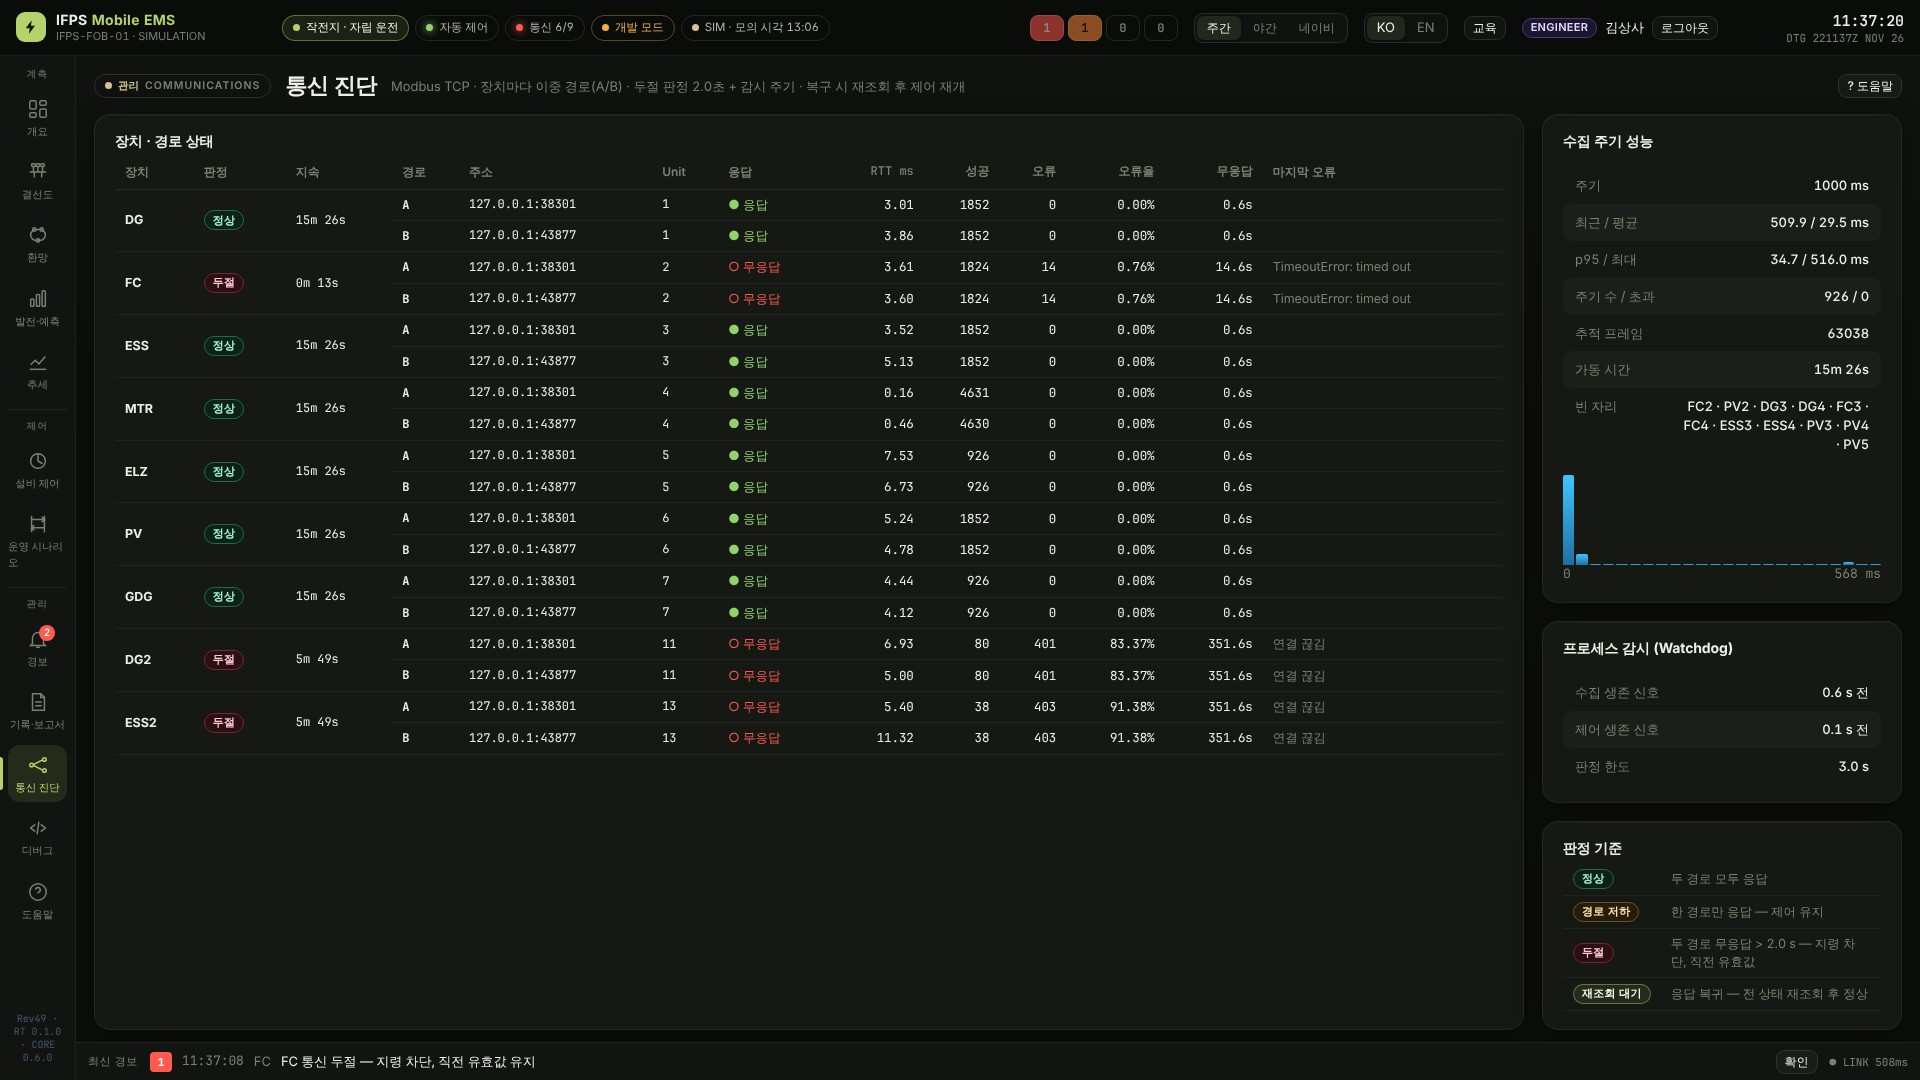 IFPS Mobile EMS
IFPS-FOB-01 · SIMULATION
작전지 · 자립 운전
자동 제어
통신 6/9
개발 모드
SIM · 모의 시각 13:06
1 1 0 0
주간 야간 네이비
KO EN
교육
ENGINEER 김상사 로그아웃
11:37:20
DTG 221137Z NOV 26
계측
개요
결선도
환망
발전·예측
추세
제어
설비 제어
운영 시나리
오
관리
2
경보
기록·보고서
통신 진단
디버그
도움말
Rev49 ·
RT 0.1.0
· CORE
0.6.0
관리 COMMUNICATIONS
통신 진단
Modbus TCP · 장치마다 이중 경로(A/B) · 두절 판정 2.0초 + 감시 주기 · 복구 시 재조회 후 제어 재개
? 도움말
장치 · 경로 상태
장치 판정 지속 경로 주소 Unit 응답 RTT ms 성공 오류 오류율 무응답 마지막 오류
DG 정상 15m 26s
A 127.0.0.1:38301 1 응답 3.01 1852 0 0.00% 0.6s
B 127.0.0.1:43877 1 응답 3.86 1852 0 0.00% 0.6s
FC 두절 0m 13s
A 127.0.0.1:38301 2 무응답 3.61 1824 14 0.76% 14.6s TimeoutError: timed out
B 127.0.0.1:43877 2 무응답 3.60 1824 14 0.76% 14.6s TimeoutError: timed out
ESS 정상 15m 26s
A 127.0.0.1:38301 3 응답 3.52 1852 0 0.00% 0.6s
B 127.0.0.1:43877 3 응답 5.13 1852 0 0.00% 0.6s
MTR 정상 15m 26s
A 127.0.0.1:38301 4 응답 0.16 4631 0 0.00% 0.6s
B 127.0.0.1:43877 4 응답 0.46 4630 0 0.00% 0.6s
ELZ 정상 15m 26s
A 127.0.0.1:38301 5 응답 7.53 926 0 0.00% 0.6s
B 127.0.0.1:43877 5 응답 6.73 926 0 0.00% 0.6s
PV 정상 15m 26s
A 127.0.0.1:38301 6 응답 5.24 1852 0 0.00% 0.6s
B 127.0.0.1:43877 6 응답 4.78 1852 0 0.00% 0.6s
GDG 정상 15m 26s
A 127.0.0.1:38301 7 응답 4.44 926 0 0.00% 0.6s
B 127.0.0.1:43877 7 응답 4.12 926 0 0.00% 0.6s
DG2 두절 5m 49s
A 127.0.0.1:38301 11 무응답 6.93 80 401 83.37% 351.6s 연결 끊김
B 127.0.0.1:43877 11 무응답 5.00 80 401 83.37% 351.6s 연결 끊김
ESS2 두절 5m 49s
A 127.0.0.1:38301 13 무응답 5.40 38 403 91.38% 351.6s 연결 끊김
B 127.0.0.1:43877 13 무응답 11.32 38 403 91.38% 351.6s 연결 끊김
수집 주기 성능
주기 1000 ms
최근 / 평균 509.9 / 29.5 ms
p95 / 최대 34.7 / 516.0 ms
주기 수 / 초과 926 / 0
추적 프레임 63038
가동 시간 15m 26s
빈 자리 FC2 · PV2 · DG3 · DG4 · FC3 ·
FC4 · ESS3 · ESS4 · PV3 · PV4
· PV5
0 568 ms
프로세스 감시 (Watchdog)
수집 생존 신호 0.6 s 전
제어 생존 신호 0.1 s 전
판정 한도 3.0 s
판정 기준
정상 두 경로 모두 응답
경로 저하 한 경로만 응답 — 제어 유지
두절 두 경로 무응답 > 2.0 s — 지령 차
단, 직전 유효값
재조회 대기 응답 복귀 — 전 상태 재조회 후 정상
최신 경보 1 11:37:08 FC FC 통신 두절 — 지령 차단, 직전 유효값 유지
확인 LINK 508ms